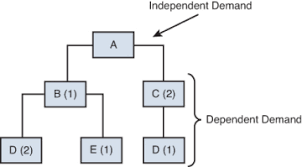 Independent Demand
A
B (1)
C (2)
Dependent Demand
D (2)
E (1)
D (1)